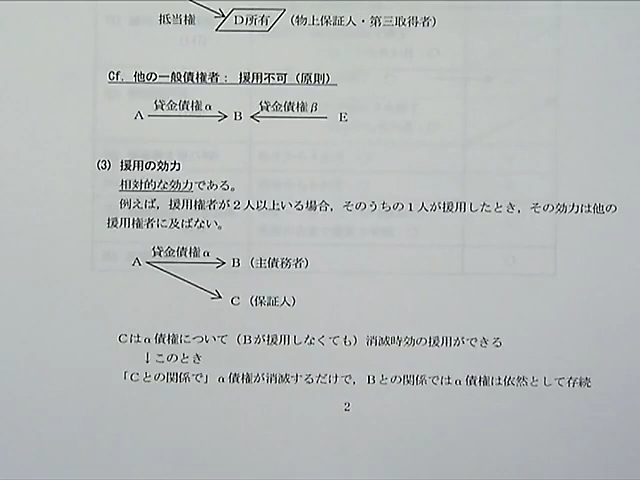 抵当権 D所有 (物上保証人・第三取得者)
Cf. 他の一般債権者: 援用不可(原則)
貸金債権α 貸金債権β
A B E
(3) 援用の効力
相対的な効力である。
例えば，援用権者が２人以上いる場合，そのうちの１人が援用したとき，その効力は他の
援用権者に及ばない。
貸金債権α
A B (主債務者)
C (保証人)
Cはα債権について(Bが援用しなくても)消滅時効の援用ができる
↓このとき
「Cとの関係で」α債権が消滅するだけで，Bとの関係ではα債権は依然として存続
2